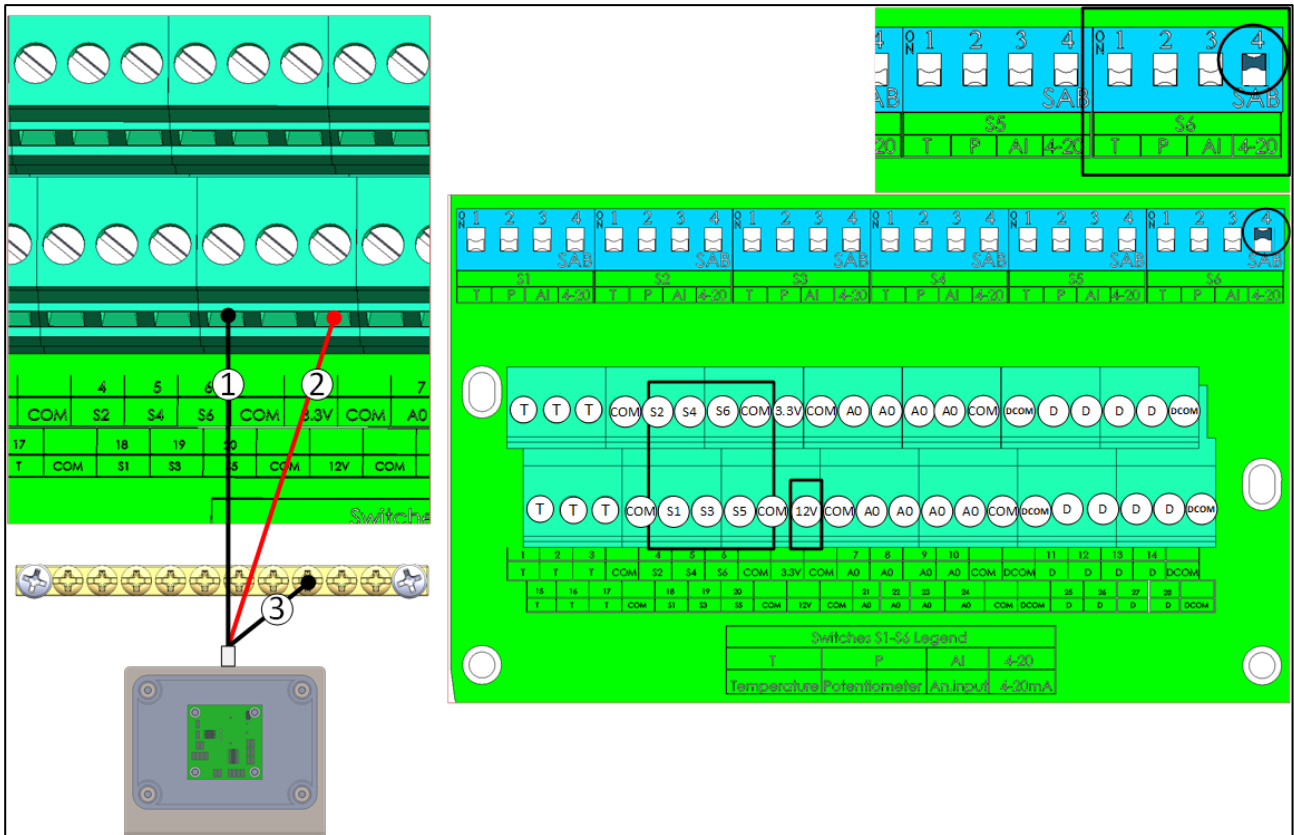 1
2
4 5 6 7
COM S2 S4 S6 COM 3.3V COM A0
17 18 19 20
T COM S1 S3 S5 COM 12V COM
Switche
3
4 ON 1 2 3 4 ON 1 2 3 4
AB SAB SAB
S5 S6
-20 T P AI 4-20 T P AI 4-20
ON 1 2 3 4 ON 1 2 3 4 ON 1 2 3 4 ON 1 2 3 4 ON 1 2 3 4 ON 1 2 3 4
SAB SAB SAB SAB SAB SAB
S1 S2 S3 S4 S5 S6
T P AI 4-20 T P AI 4-20 T P AI 4-20 T P AI 4-20 T P AI 4-20 T P AI 4-20
T T T COM S2 S4 S6 COM 3.3V COM A0 A0 A0 A0 COM DCOM D D D D DCOM
T T T COM S1 S3 S5 COM 12V COM A0 A0 A0 A0 COM DCOM D D D D DCOM
1 2 3 4 5 6 7 8 9 10 11 12 13 14
T T T COM S2 S4 S6 COM 3.3V COM A0 A0 A0 A0 COM DCOM D D D D DCOM
15 16 17 18 19 20 21 22 23 24 25 26 27 28
T T T COM S1 S3 S5 COM 12V COM A0 A0 A0 A0 COM DCOM D D D D DCOM
Switches S1-S6 Legend
T P AI 4-20
Temperature Potentiometer An.input 4-20mA